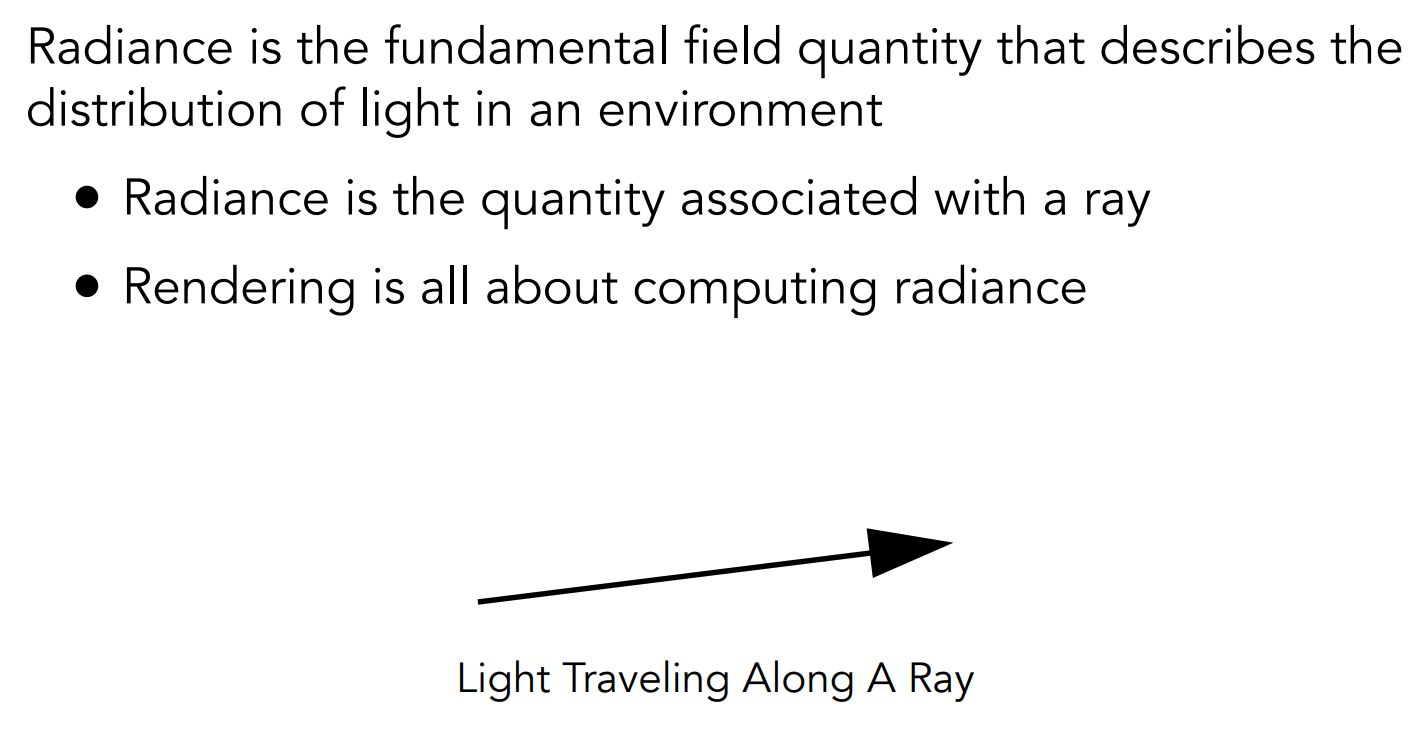 Radiance is the fundamental field quantity that describes the
distribution of light in an environment
• Radiance is the quantity associated with a ray
• Rendering is all about computing radiance
Light Traveling Along A Ray